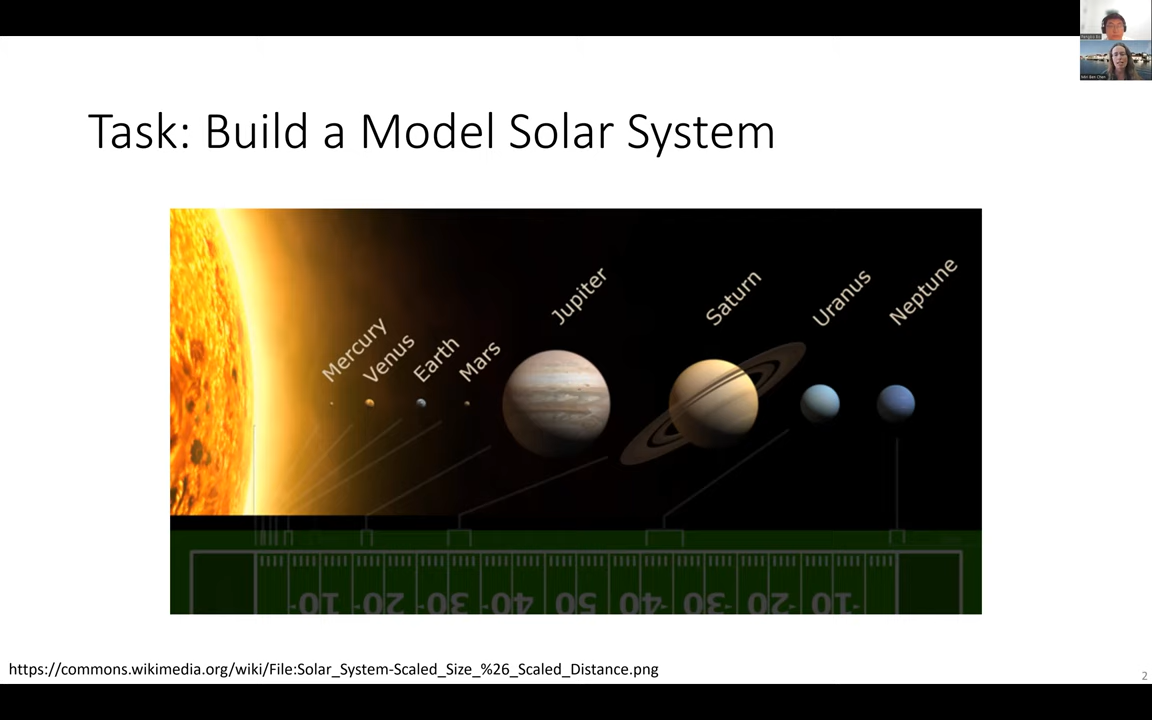 Task: Build a Model Solar System
Mercury
Venus
Earth
Mars
Jupiter
Saturn
Uranus
Neptune
10 20 30 40 50 40 30 20 10
https://commons.wikimedia.org/wiki/File:Solar_System-Scaled_Size_%26_Scaled_Distance.png
2